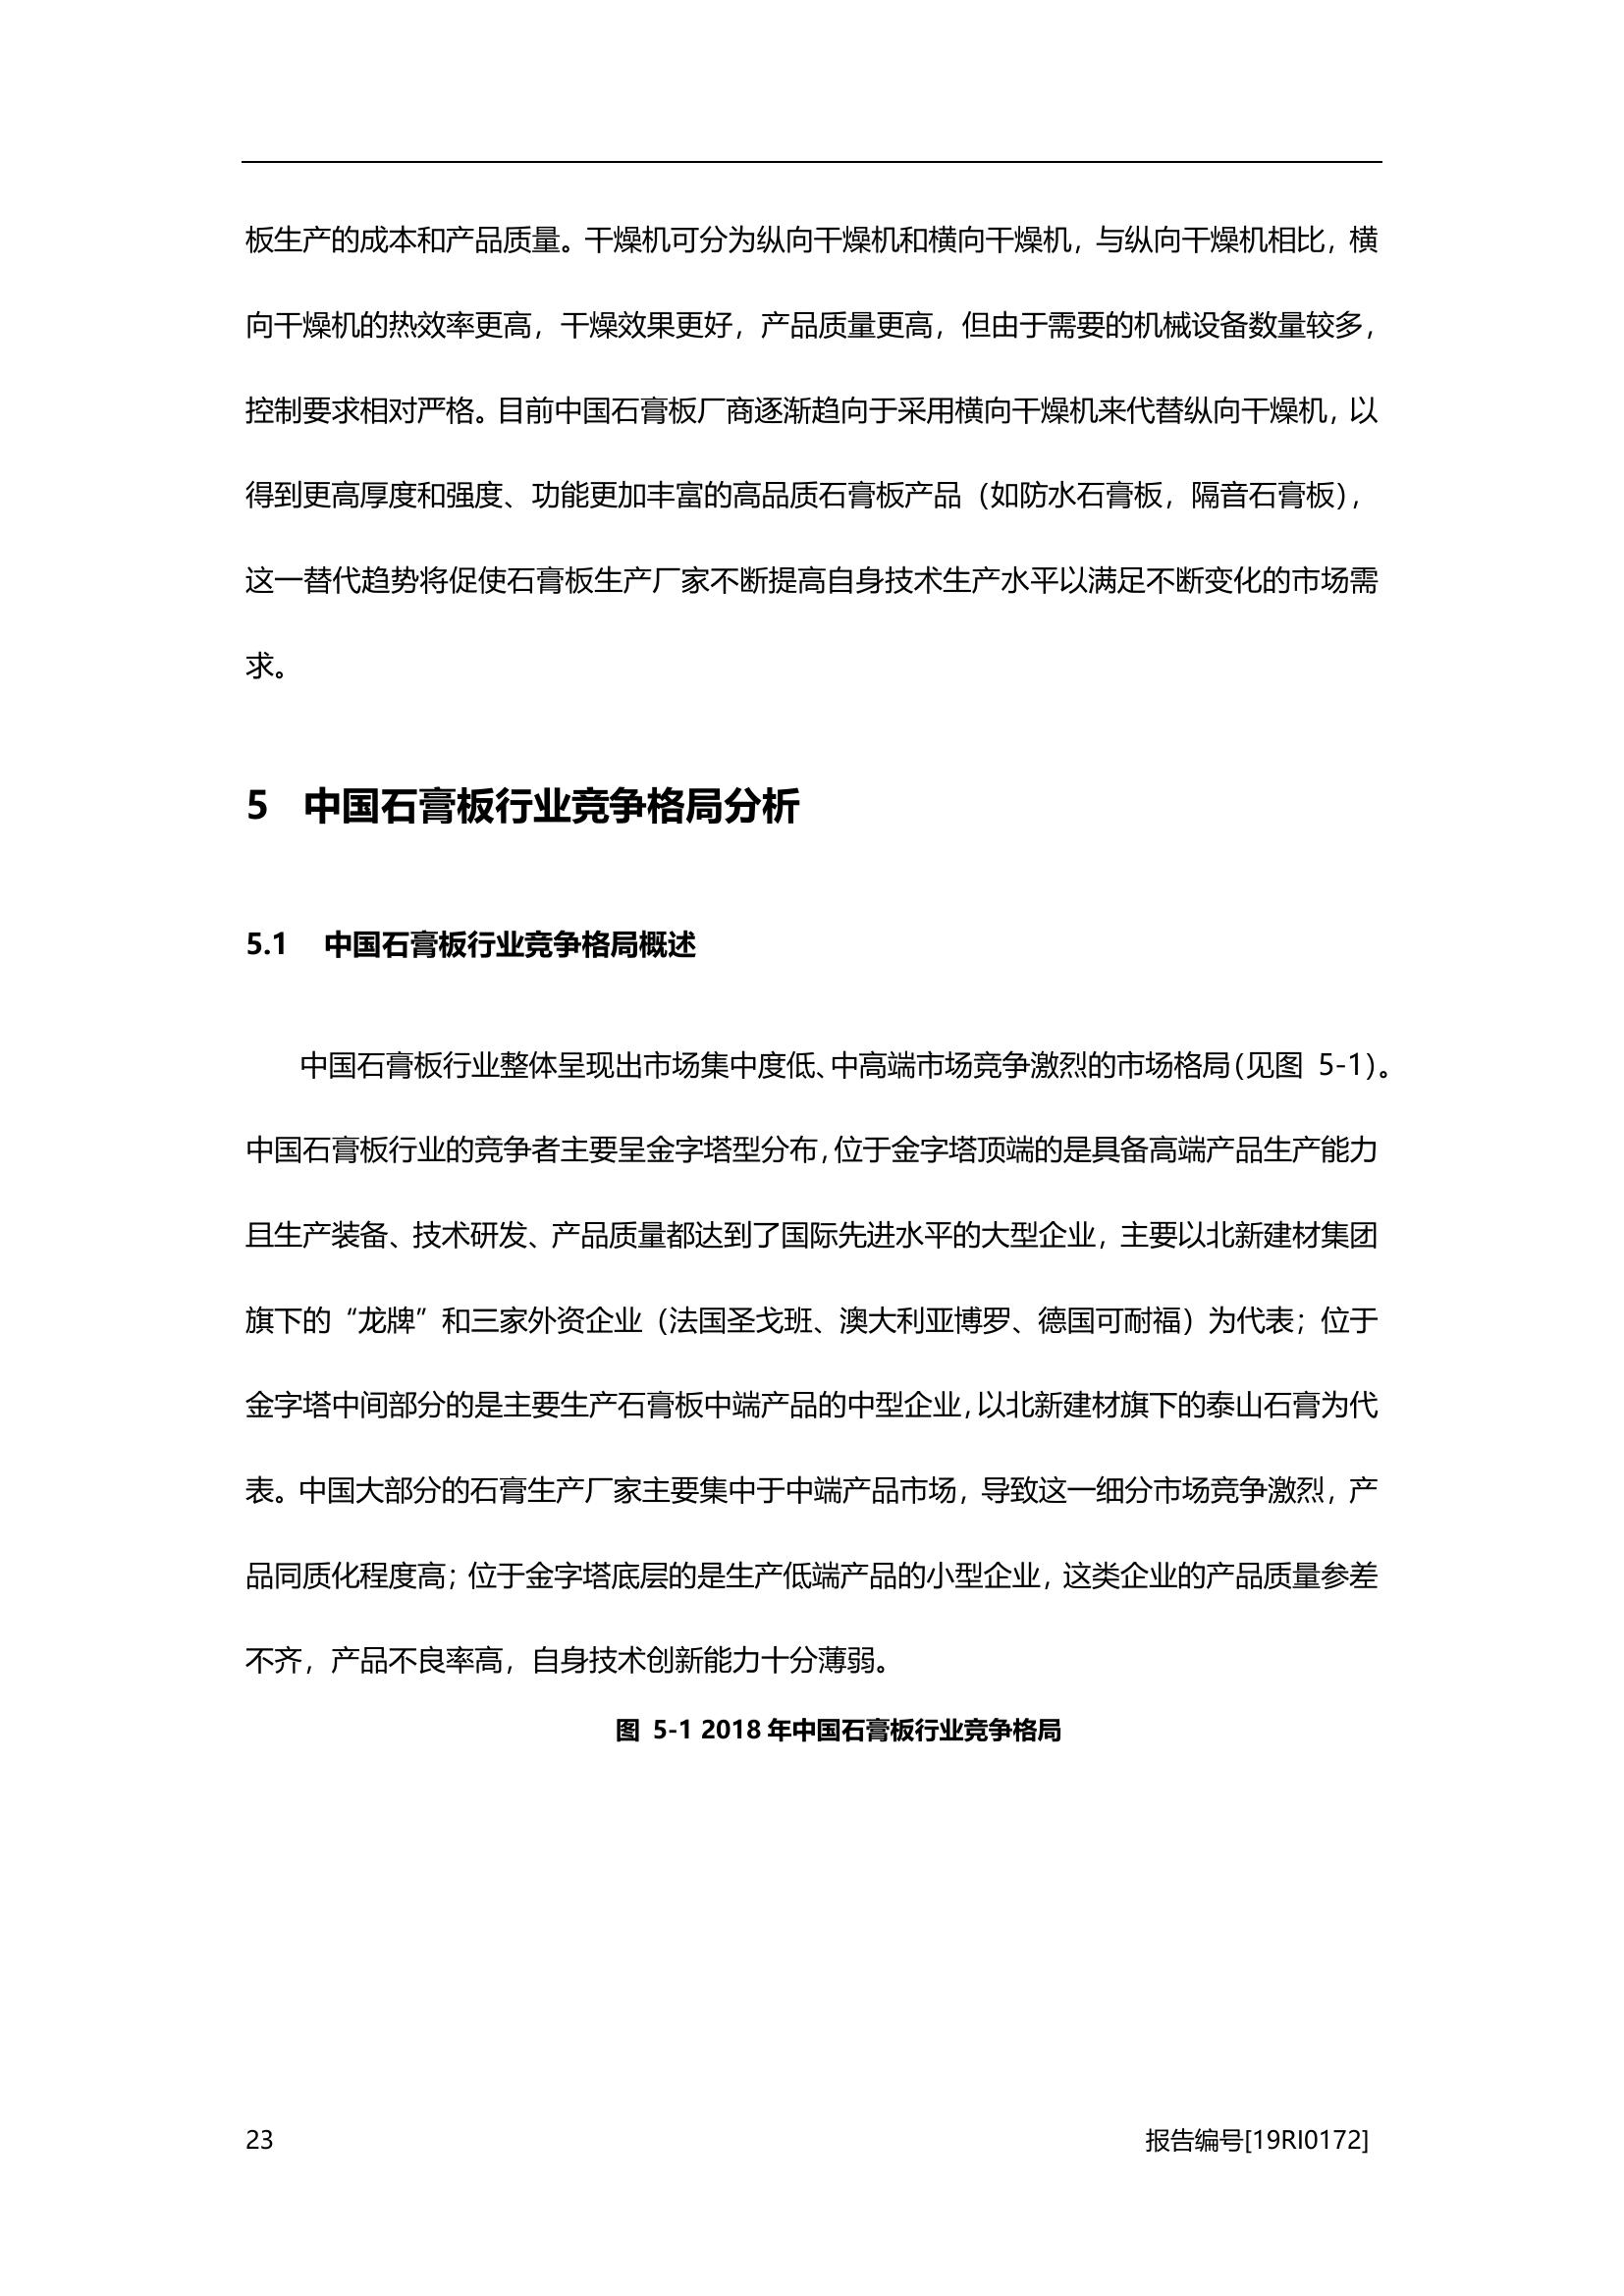 板生产的成本和产品质量。干燥机可分为纵向干燥机和横向干燥机，与纵向干燥机相比，横
向干燥机的热效率更高，干燥效果更好，产品质量更高，但由于需要的机械设备数量较多，
控制要求相对严格。目前中国石膏板厂商逐渐趋向于采用横向干燥机来代替纵向干燥机，以
得到更高厚度和强度、功能更加丰富的高品质石膏板产品（如防水石膏板，隔音石膏板），
这一替代趋势将促使石膏板生产厂家不断提高自身技术生产水平以满足不断变化的市场需
求。
5 中国石膏板行业竞争格局分析
5.1 中国石膏板行业竞争格局概述
中国石膏板行业整体呈现出市场集中度低、中高端市场竞争激烈的市场格局（见图 5-1）。
中国石膏板行业的竞争者主要呈金字塔型分布，位于金字塔顶端的是具备高端产品生产能力
且生产装备、技术研发、产品质量都达到了国际先进水平的大型企业，主要以北新建材集团
旗下的“龙牌”和三家外资企业（法国圣戈班、澳大利亚博罗、德国可耐福）为代表；位于
金字塔中间部分的是主要生产石膏板中端产品的中型企业，以北新建材旗下的泰山石膏为代
表。中国大部分的石膏生产厂家主要集中于中端产品市场，导致这一细分市场竞争激烈，产
品同质化程度高；位于金字塔底层的是生产低端产品的小型企业，这类企业的产品质量参差
不齐，产品不良率高，自身技术创新能力十分薄弱。
图 5-1 2018 年中国石膏板行业竞争格局
23 报告编号[19RI0172]